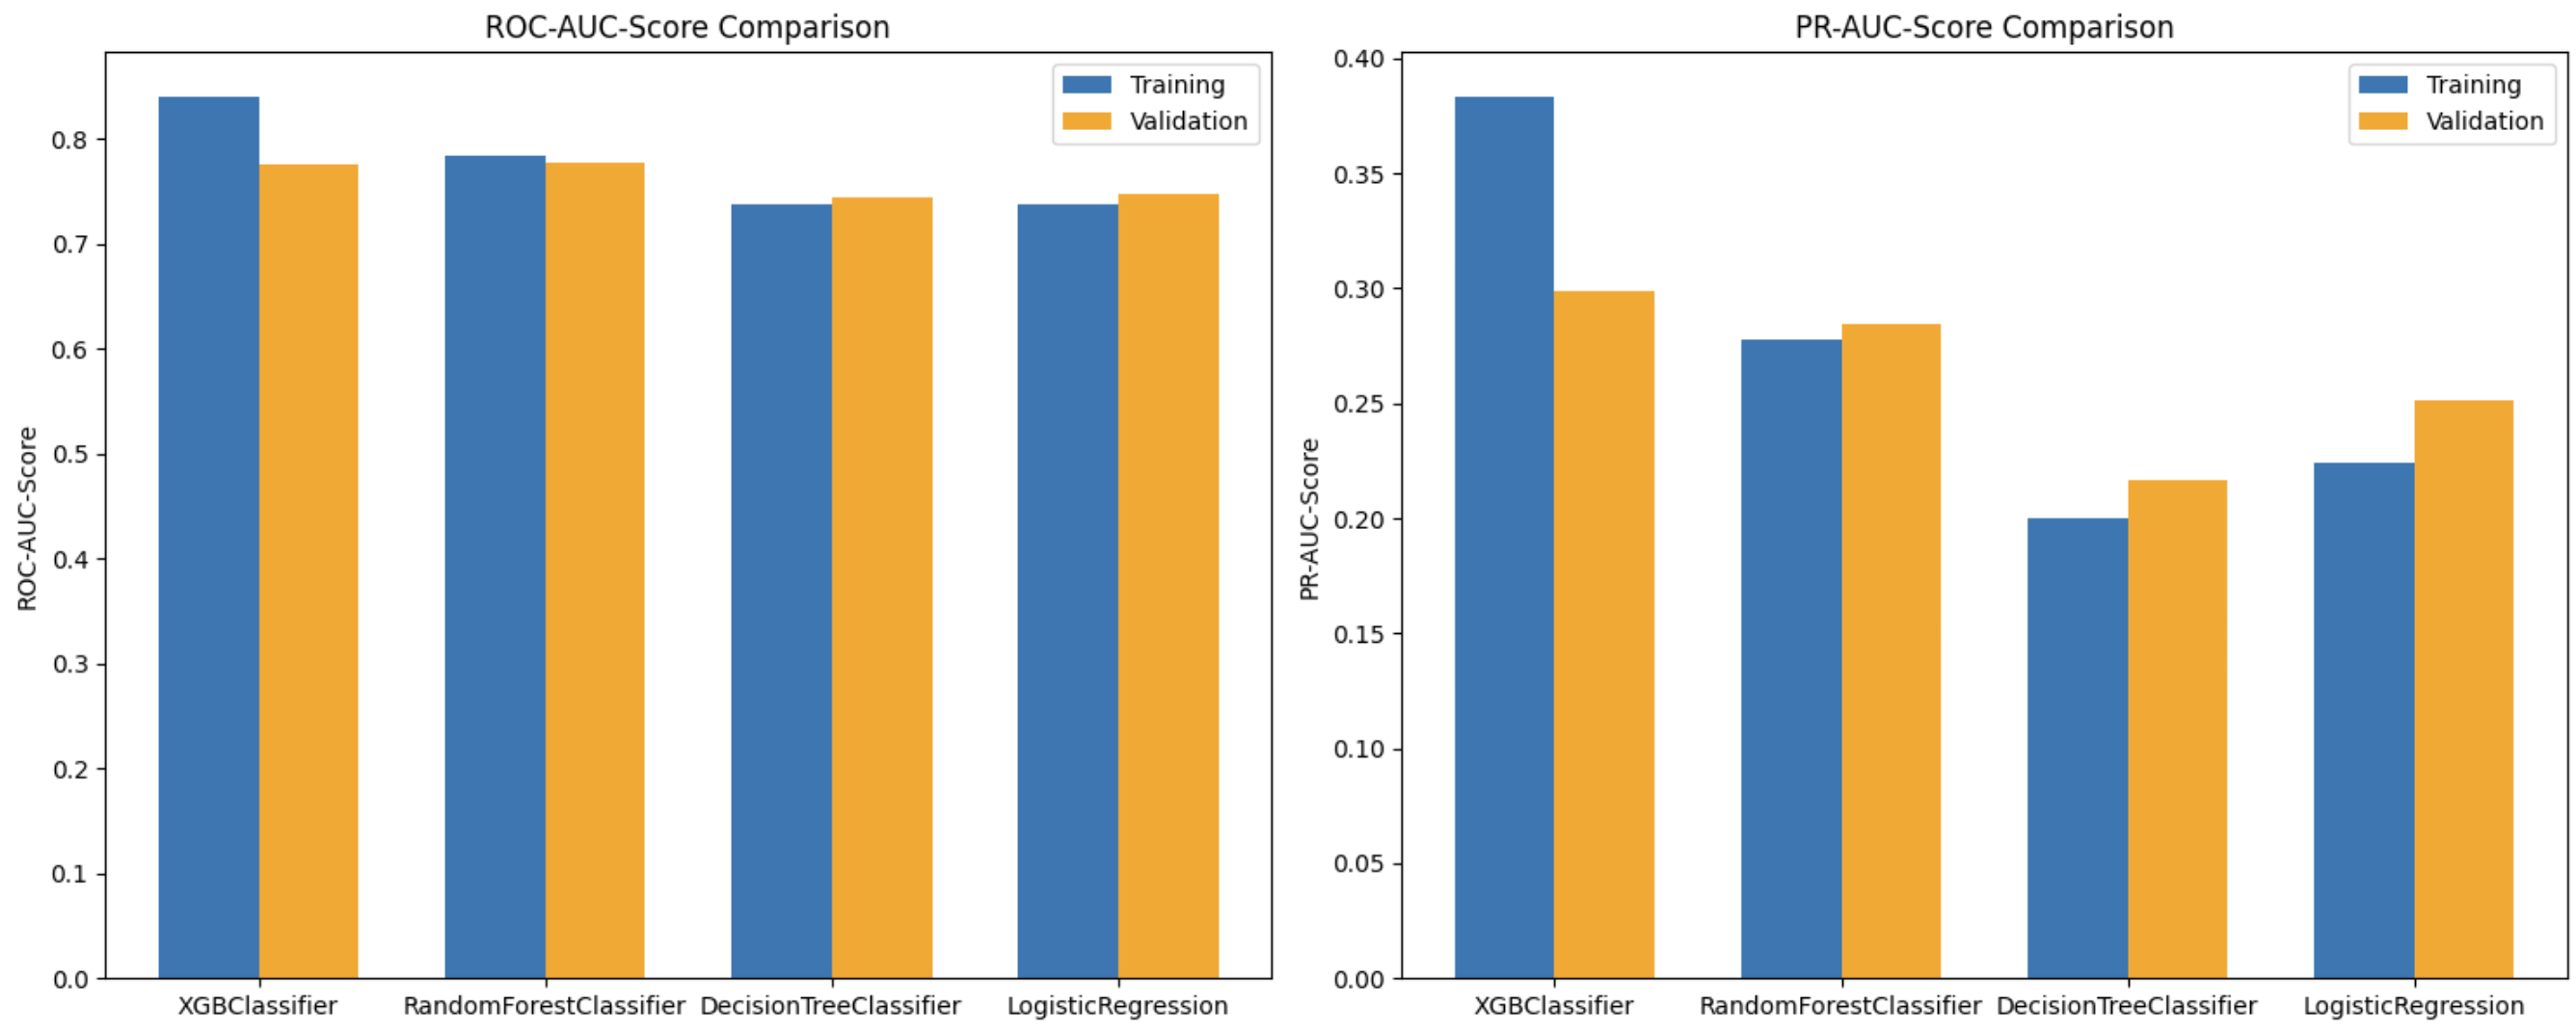 ROC-AUC-Score Comparison
Training
Validation
0.8
0.7
0.6
0.5
0.4
0.3
0.2
0.1
0.0
ROC-AUC-Score
XGBClassifier RandomForestClassifier DecisionTreeClassifier LogisticRegression
PR-AUC-Score Comparison
Training
Validation
0.40
0.35
0.30
0.25
0.20
0.15
0.10
0.05
0.00
PR-AUC-Score
XGBClassifier RandomForestClassifier DecisionTreeClassifier LogisticRegression